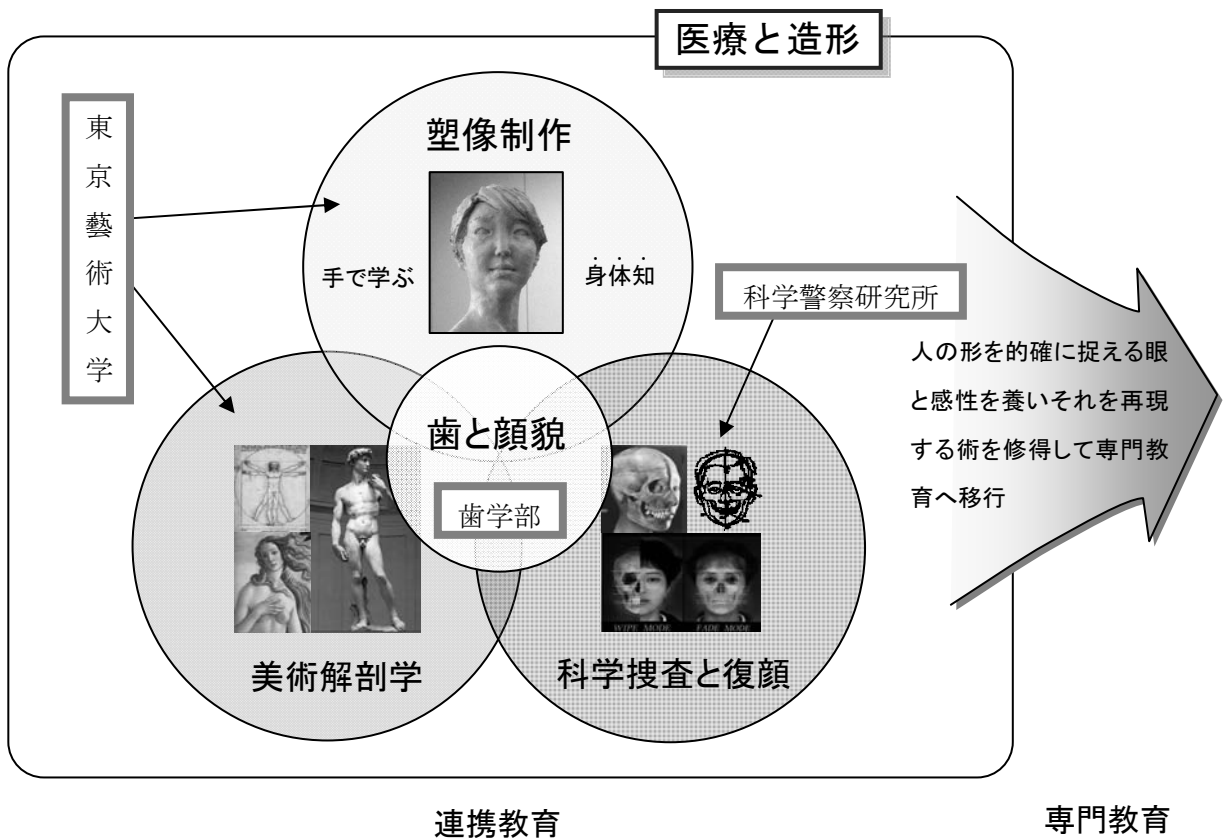 医療と造形
東京藝術大学
塑像制作
手で学ぶ
身体知
科学警察研究所
人の形を的確に捉える眼
と感性を養いそれを再現
する術を修得して専門教
育へ移行
歯と顔貌
歯学部
WIPE MODE
FADE MODE
美術解剖学
科学捜査と復顔
連携教育
専門教育